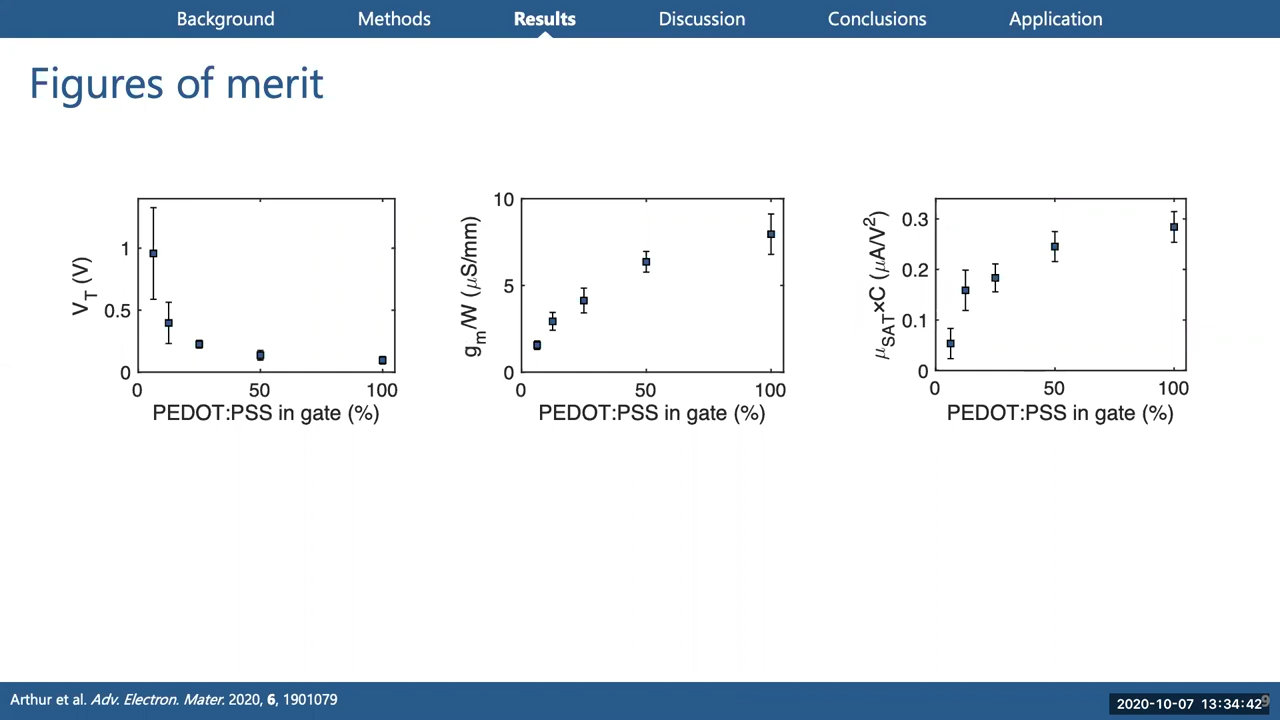 Background Methods Results Discussion Conclusions Application
Figures of merit
V_T (V)
1
0.5
0
0 50 100
PEDOT:PSS in gate (%)
g_m/W (μS/mm)
10
5
0
0 50 100
PEDOT:PSS in gate (%)
μ_SAT×C (μA/V²)
0.3
0.2
0.1
0
0 50 100
PEDOT:PSS in gate (%)
Arthur et al. Adv. Electron. Mater. 2020, 6, 1901079
2020-10-07 13:34:42
9